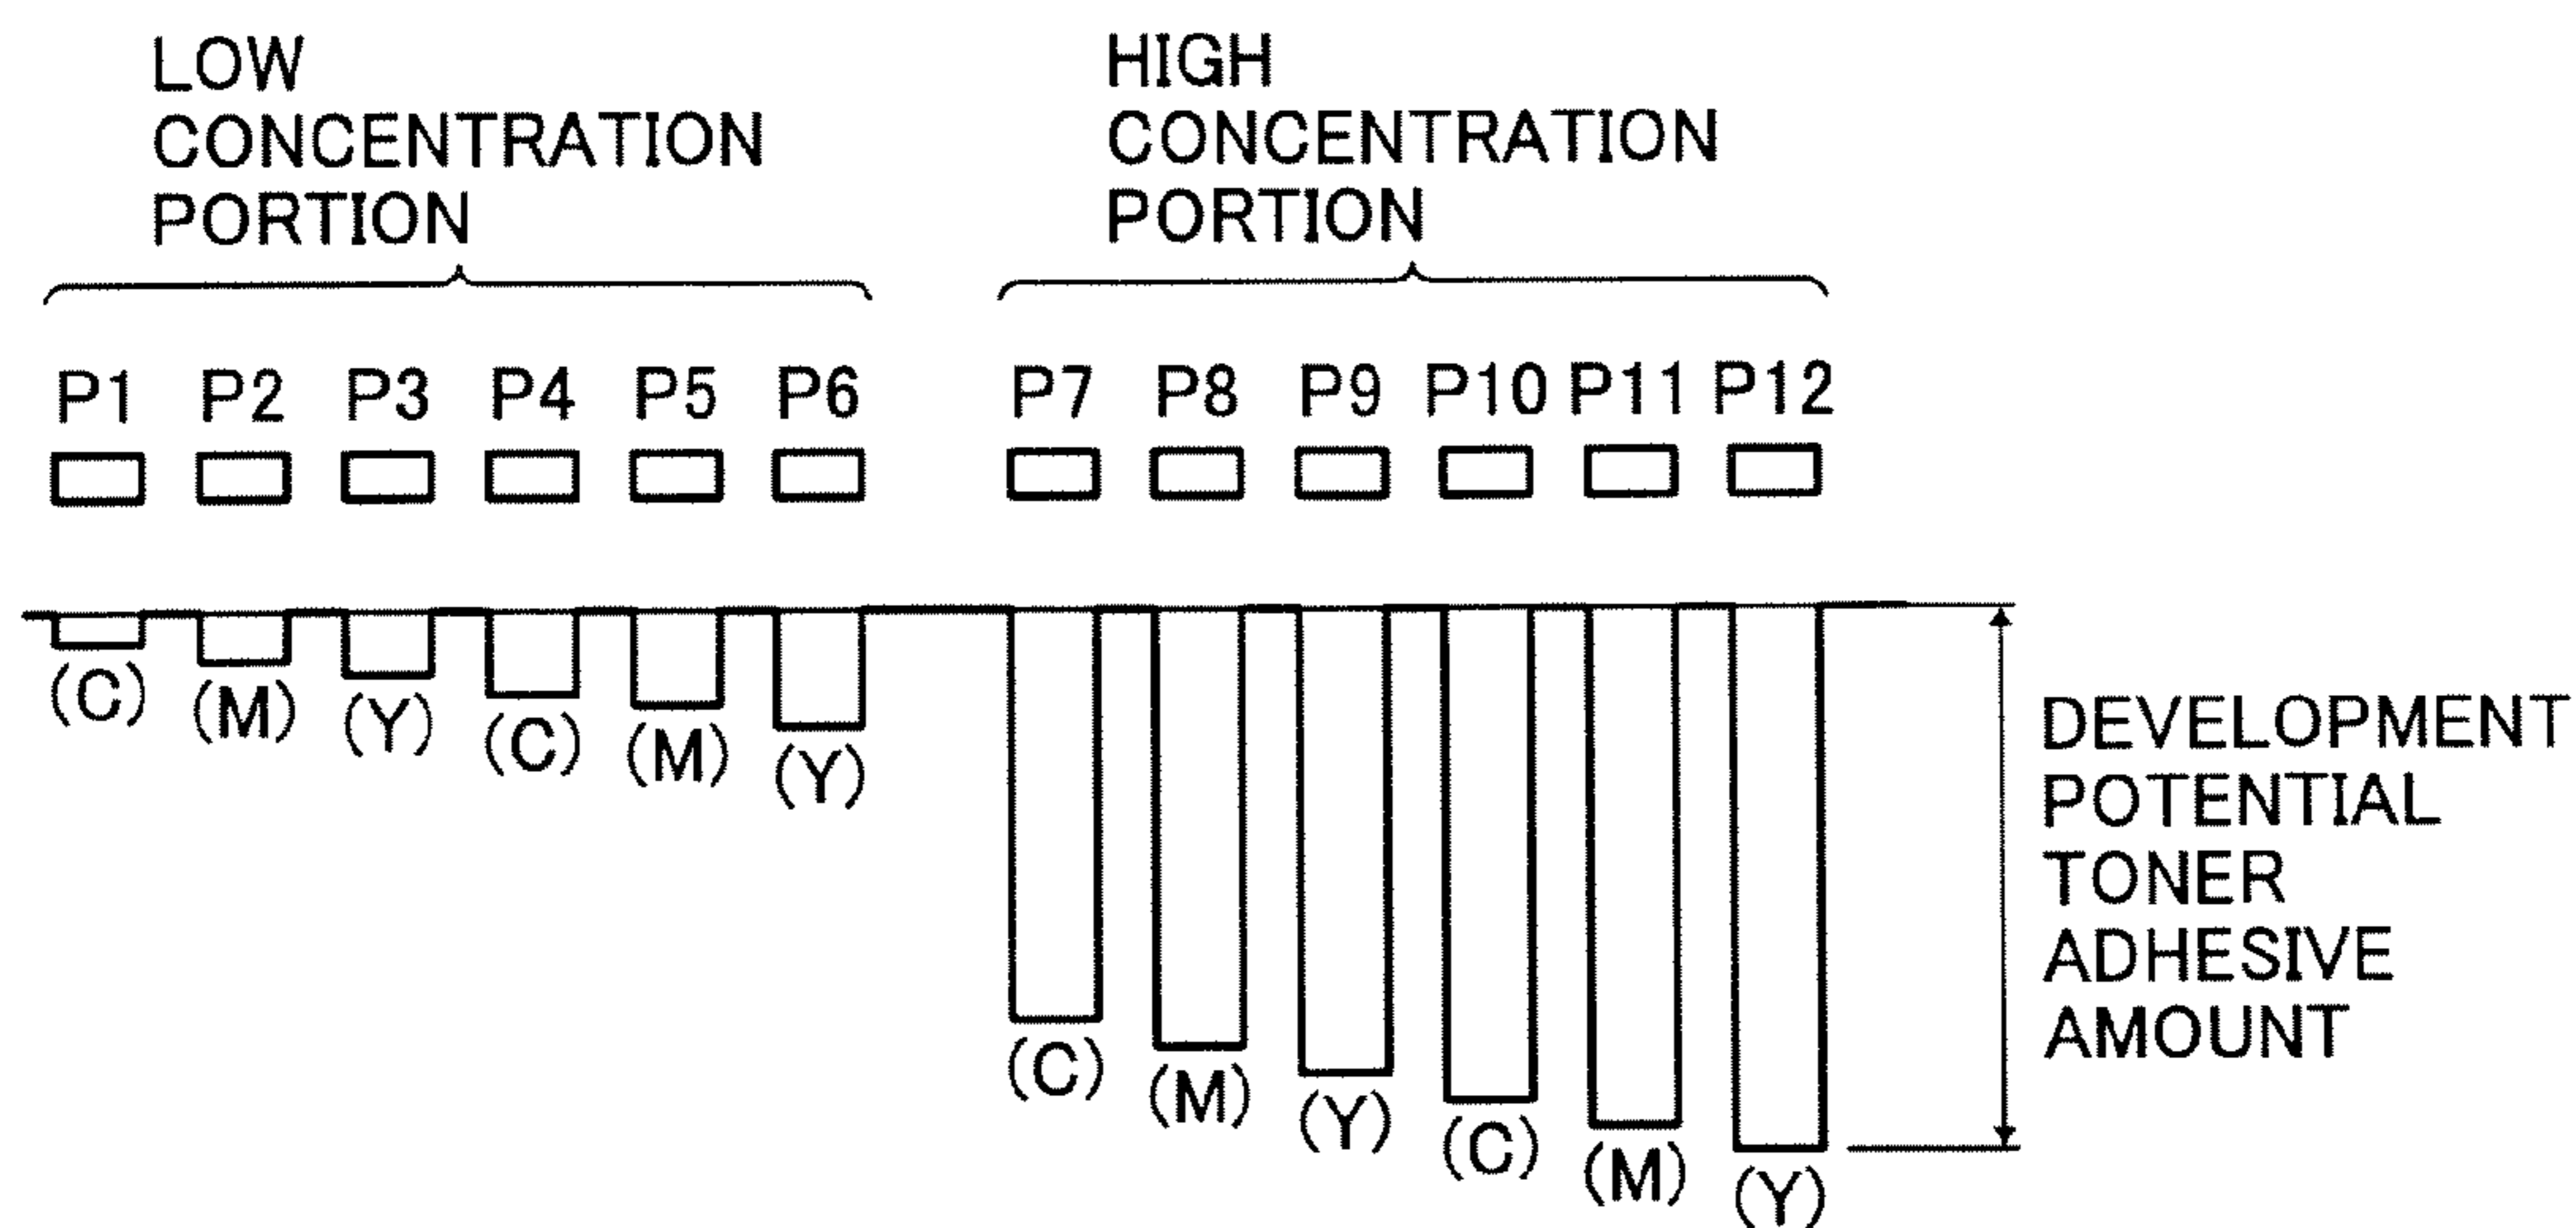 LOW
CONCENTRATION
PORTION
HIGH
CONCENTRATION
PORTION
P1 P2 P3 P4 P5 P6 P7 P8 P9 P10 P11 P12
(C) (M) (Y) (C) (M) (Y)
(C) (M) (Y) (C) (M) (Y)
DEVELOPMENT
POTENTIAL
TONER
ADHESIVE
AMOUNT